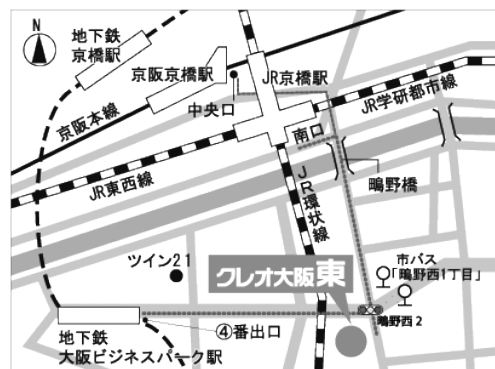 N
地下鉄
京橋駅
京阪京橋駅
JR京橋駅
中央口
京阪本線
JR学研都市線
南口
JR東西線
JR環状線
鴫野橋
ツイン21
市バス
「鴫野西1丁目」
クレオ大阪東
④番出口
鴫野西2
地下鉄
大阪ビジネスパーク駅